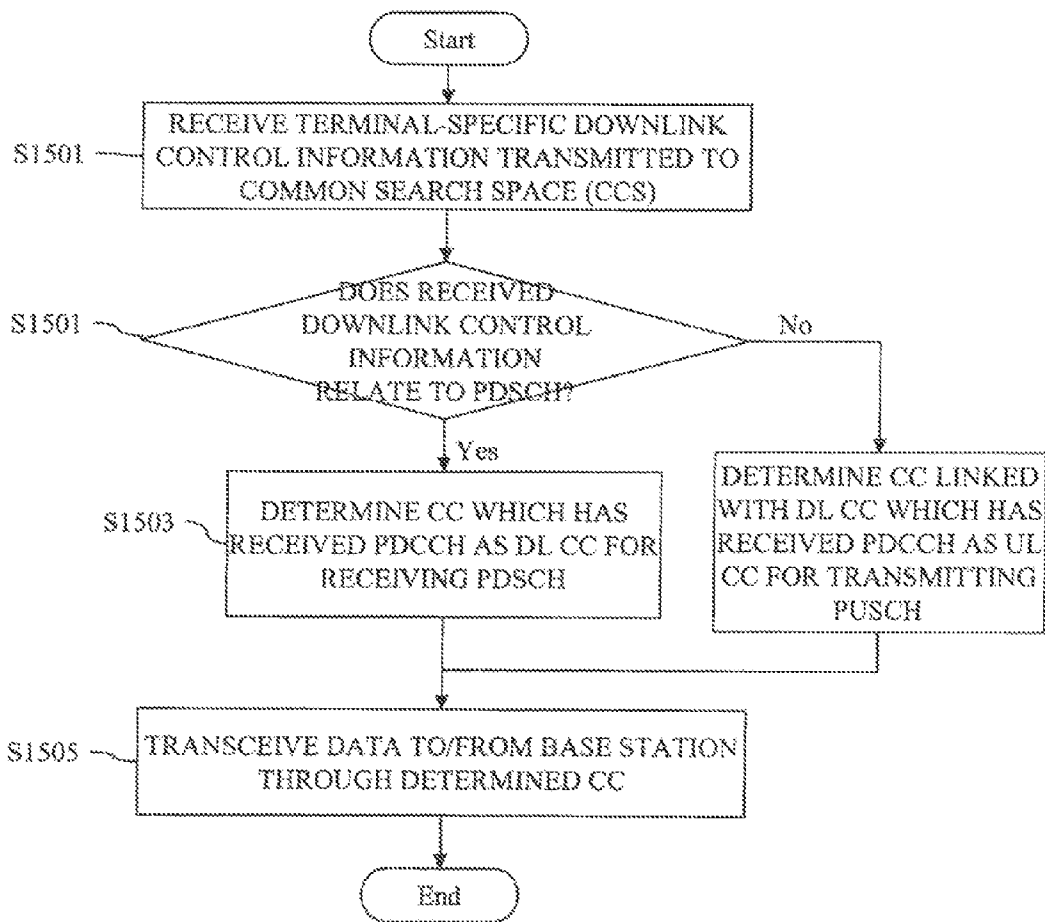 Start
S1501
RECEIVE TERMINAL-SPECIFIC DOWNLINK
CONTROL INFORMATION TRANSMITTED TO
COMMON SEARCH SPACE (CCS)
S1501
DOES RECEIVED
DOWNLINK CONTROL
INFORMATION
RELATE TO PDSCH?
No
Yes
S1503
DETERMINE CC WHICH HAS
RECEIVED PDCCH AS DL CC FOR
RECEIVING PDSCH
DETERMINE CC LINKED
WITH DL CC WHICH HAS
RECEIVED PDCCH AS UL
CC FOR TRANSMITTING
PUSCH
S1505
TRANSCEIVE DATA TO/FROM BASE STATION
THROUGH DETERMINED CC
End